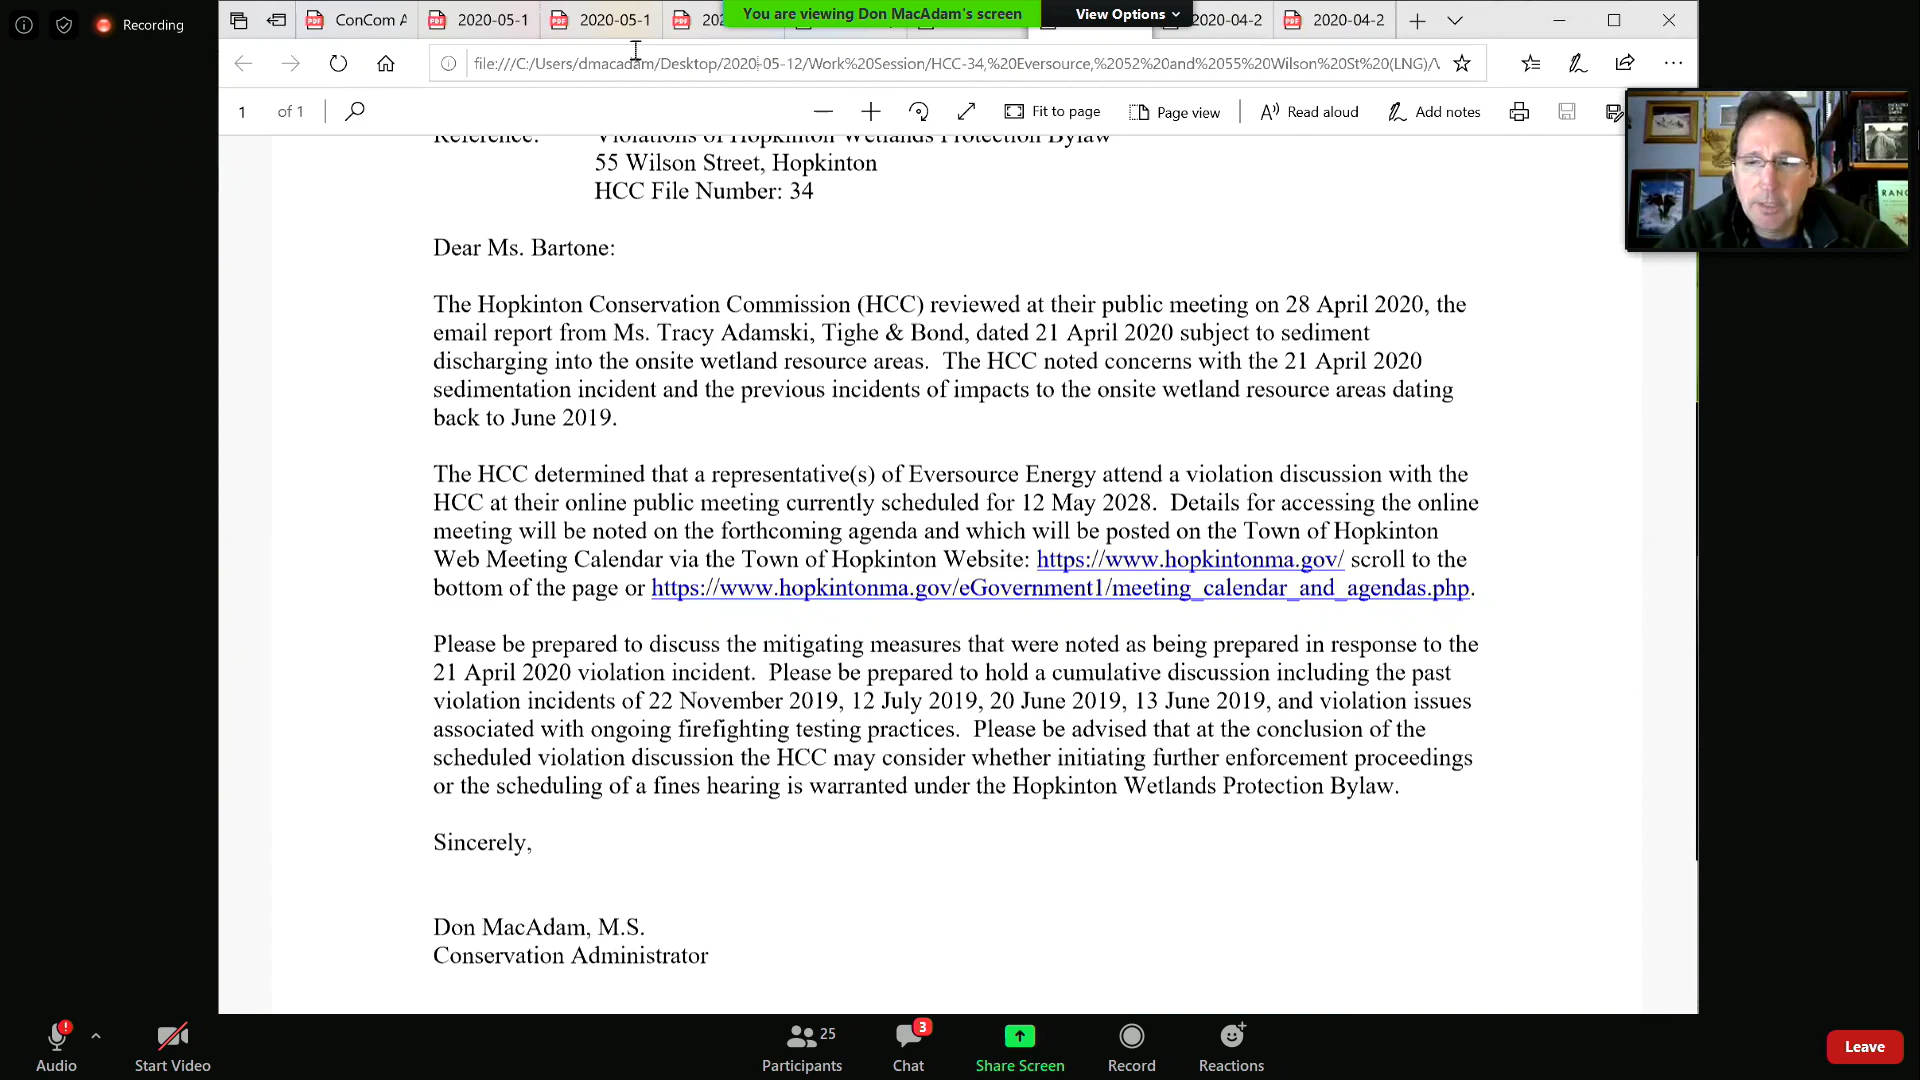 Recording
ConCom A
2020-05-1
2020-05-1
202
You are viewing Don MacAdam's screen
View Options
020-04-2
2020-04-2
file:///C:/Users/dmacadam/Desktop/2020-05-12/Work%20Session/HCC-34,%20Eversource,%2052%20and%2055%20Wilson%20St%20(LNG)/V
1 of 1
Fit to page
Page view
Read aloud
Add notes
Reference: Violations of Hopkinton Wetlands Protection Bylaw
55 Wilson Street, Hopkinton
HCC File Number: 34
RANG
Dear Ms. Bartone:
The Hopkinton Conservation Commission (HCC) reviewed at their public meeting on 28 April 2020, the
email report from Ms. Tracy Adamski, Tighe & Bond, dated 21 April 2020 subject to sediment
discharging into the onsite wetland resource areas. The HCC noted concerns with the 21 April 2020
sedimentation incident and the previous incidents of impacts to the onsite wetland resource areas dating
back to June 2019.
The HCC determined that a representative(s) of Eversource Energy attend a violation discussion with the
HCC at their online public meeting currently scheduled for 12 May 2028. Details for accessing the online
meeting will be noted on the forthcoming agenda and which will be posted on the Town of Hopkinton
Web Meeting Calendar via the Town of Hopkinton Website: https://www.hopkintonma.gov/ scroll to the
bottom of the page or https://www.hopkintonma.gov/eGovernment1/meeting_calendar_and_agendas.php.
Please be prepared to discuss the mitigating measures that were noted as being prepared in response to the
21 April 2020 violation incident. Please be prepared to hold a cumulative discussion including the past
violation incidents of 22 November 2019, 12 July 2019, 20 June 2019, 13 June 2019, and violation issues
associated with ongoing firefighting testing practices. Please be advised that at the conclusion of the
scheduled violation discussion the HCC may consider whether initiating further enforcement proceedings
or the scheduling of a fines hearing is warranted under the Hopkinton Wetlands Protection Bylaw.
Sincerely,
Don MacAdam, M.S.
Conservation Administrator
Audio
Start Video
25
Participants
3
Chat
Share Screen
Record
Reactions
Leave